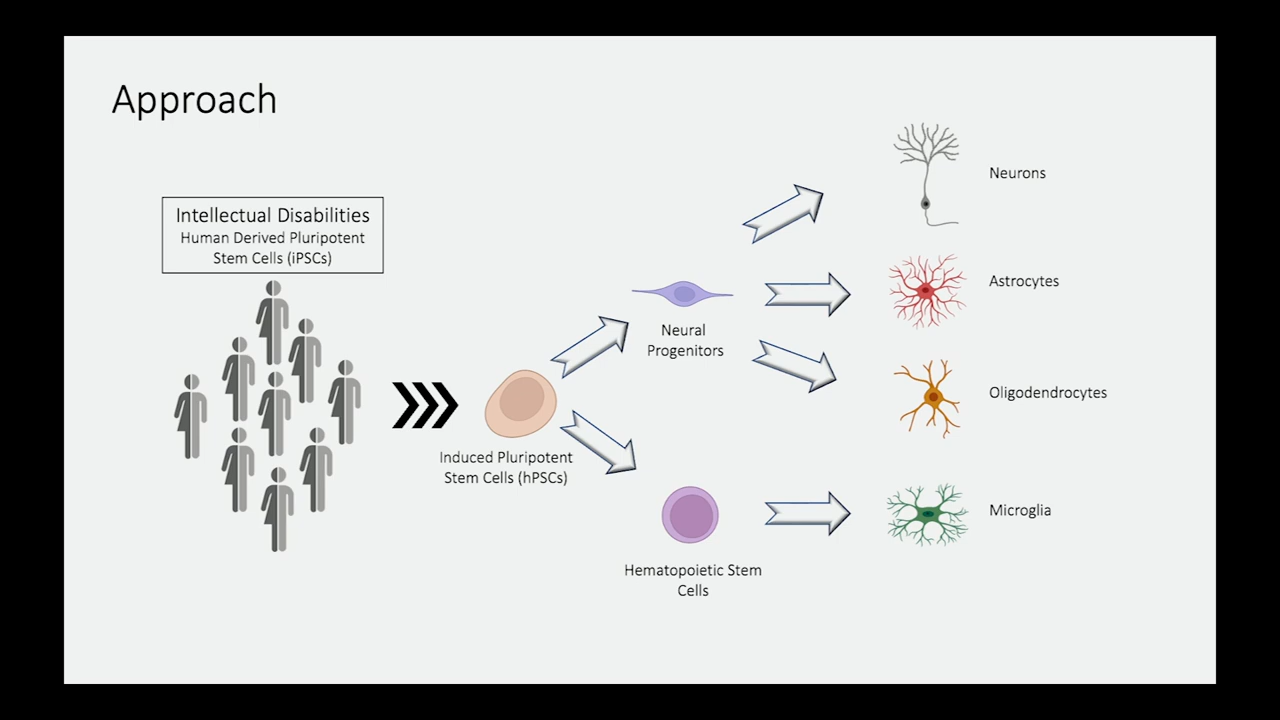 Approach
Intellectual Disabilities
Human Derived Pluripotent
Stem Cells (iPSCs)
Induced Pluripotent
Stem Cells (hPSCs)
Neural
Progenitors
Hematopoietic Stem
Cells
Neurons
Astrocytes
Oligodendrocytes
Microglia